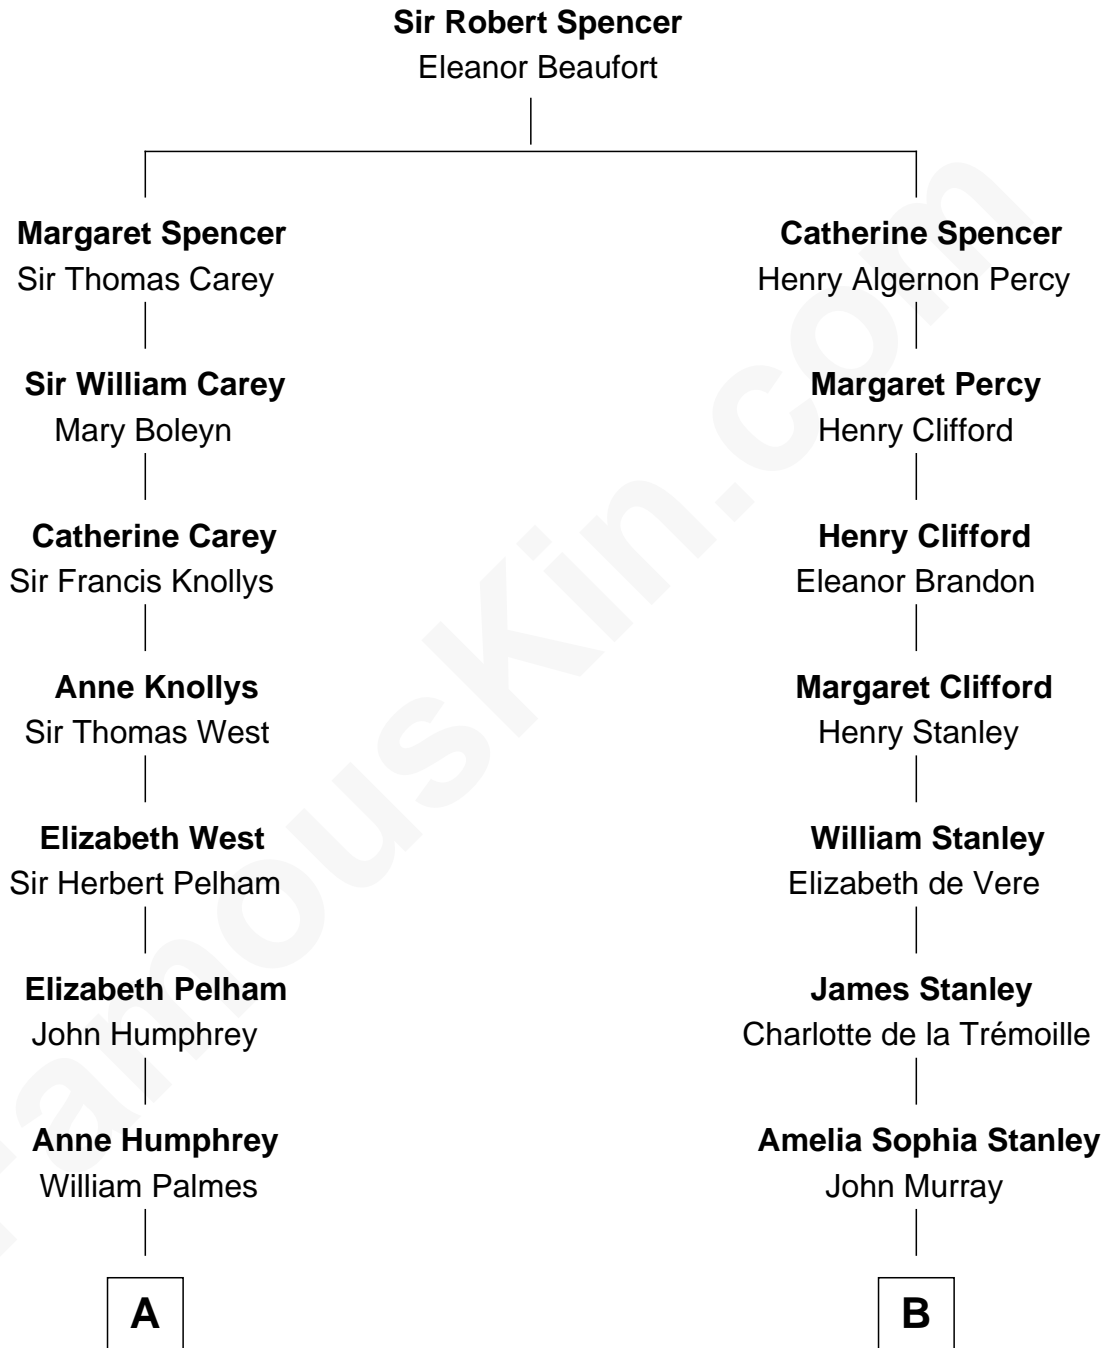 Sir Robert Spencer
Eleanor Beaufort
Margaret Spencer
Sir Thomas Carey
Catherine Spencer
Henry Algernon Percy
Sir William Carey
Mary Boleyn
Margaret Percy
Henry Clifford
Catherine Carey
Sir Francis Knollys
Henry Clifford
Eleanor Brandon
Anne Knollys
Sir Thomas West
Margaret Clifford
Henry Stanley
Elizabeth West
Sir Herbert Pelham
William Stanley
Elizabeth de Vere
Elizabeth Pelham
John Humphrey
James Stanley
Charlotte de la Trémoille
Anne Humphrey
William Palmes
Amelia Sophia Stanley
John Murray
A
B
FamousKin.com